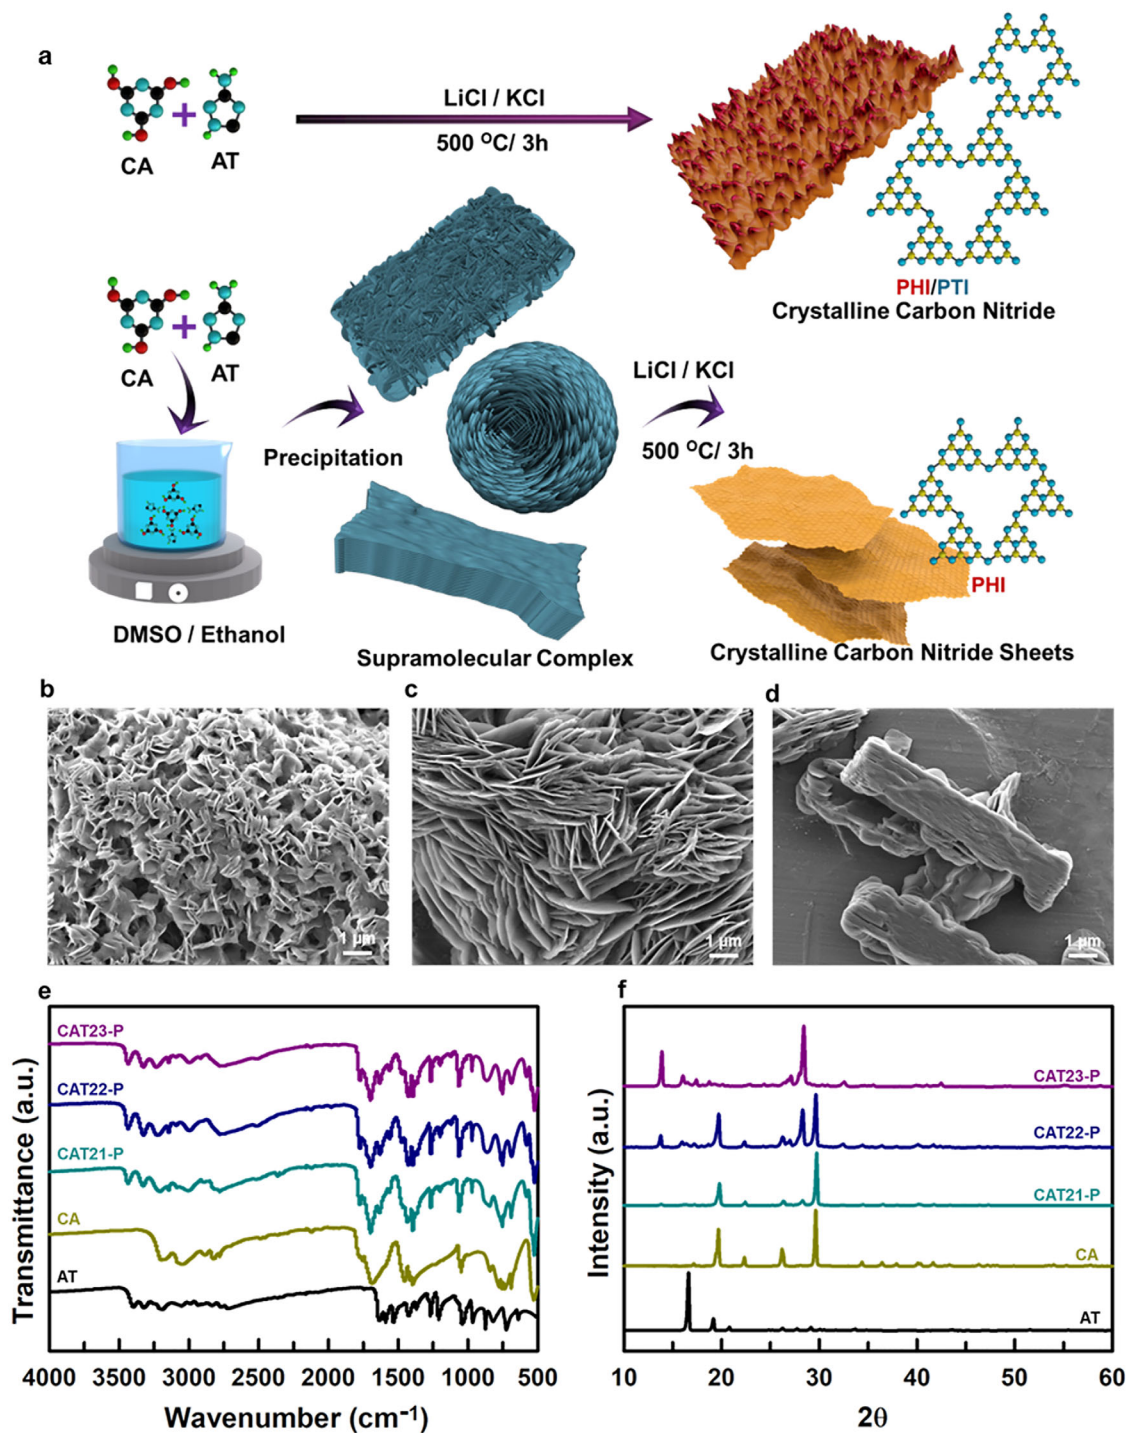 a
LiCl / KCl
500 ⁰C/ 3h
CA
AT
PHI/PTI
Crystalline Carbon Nitride
CA
AT
LiCl / KCl
500 ⁰C/ 3h
Precipitation
PHI
DMSO / Ethanol
Supramolecular Complex
Crystalline Carbon Nitride Sheets
b
c
d
1 µm
1 µm
1 µm
e
CAT23-P
CAT22-P
CAT21-P
CA
AT
Transmittance (a.u.)
4000 3500 3000 2500 2000 1500 1000 500
Wavenumber (cm⁻¹)
f
CAT23-P
CAT22-P
CAT21-P
CA
AT
Intensity (a.u.)
10 20 30 40 50 60
2θ